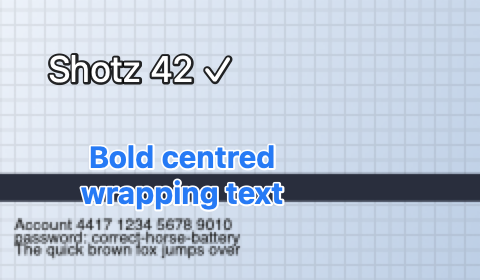 Shotz 42 ✓
Bold centred
wrapping text
Account 4417 1234 5678 9010
password: correct-horse-battery
The quick brown fox jumps over